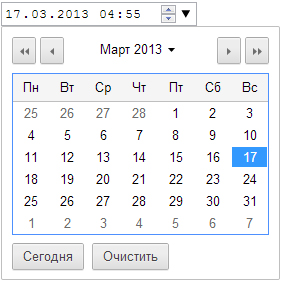 17.03.2013 04:55
Март 2013
Пн Вт Ср Чт Пт Сб Вс
25 26 27 28 1 2 3
4 5 6 7 8 9 10
11 12 13 14 15 16 17
18 19 20 21 22 23 24
25 26 27 28 29 30 31
1 2 3 4 5 6 7
Сегодня Очистить